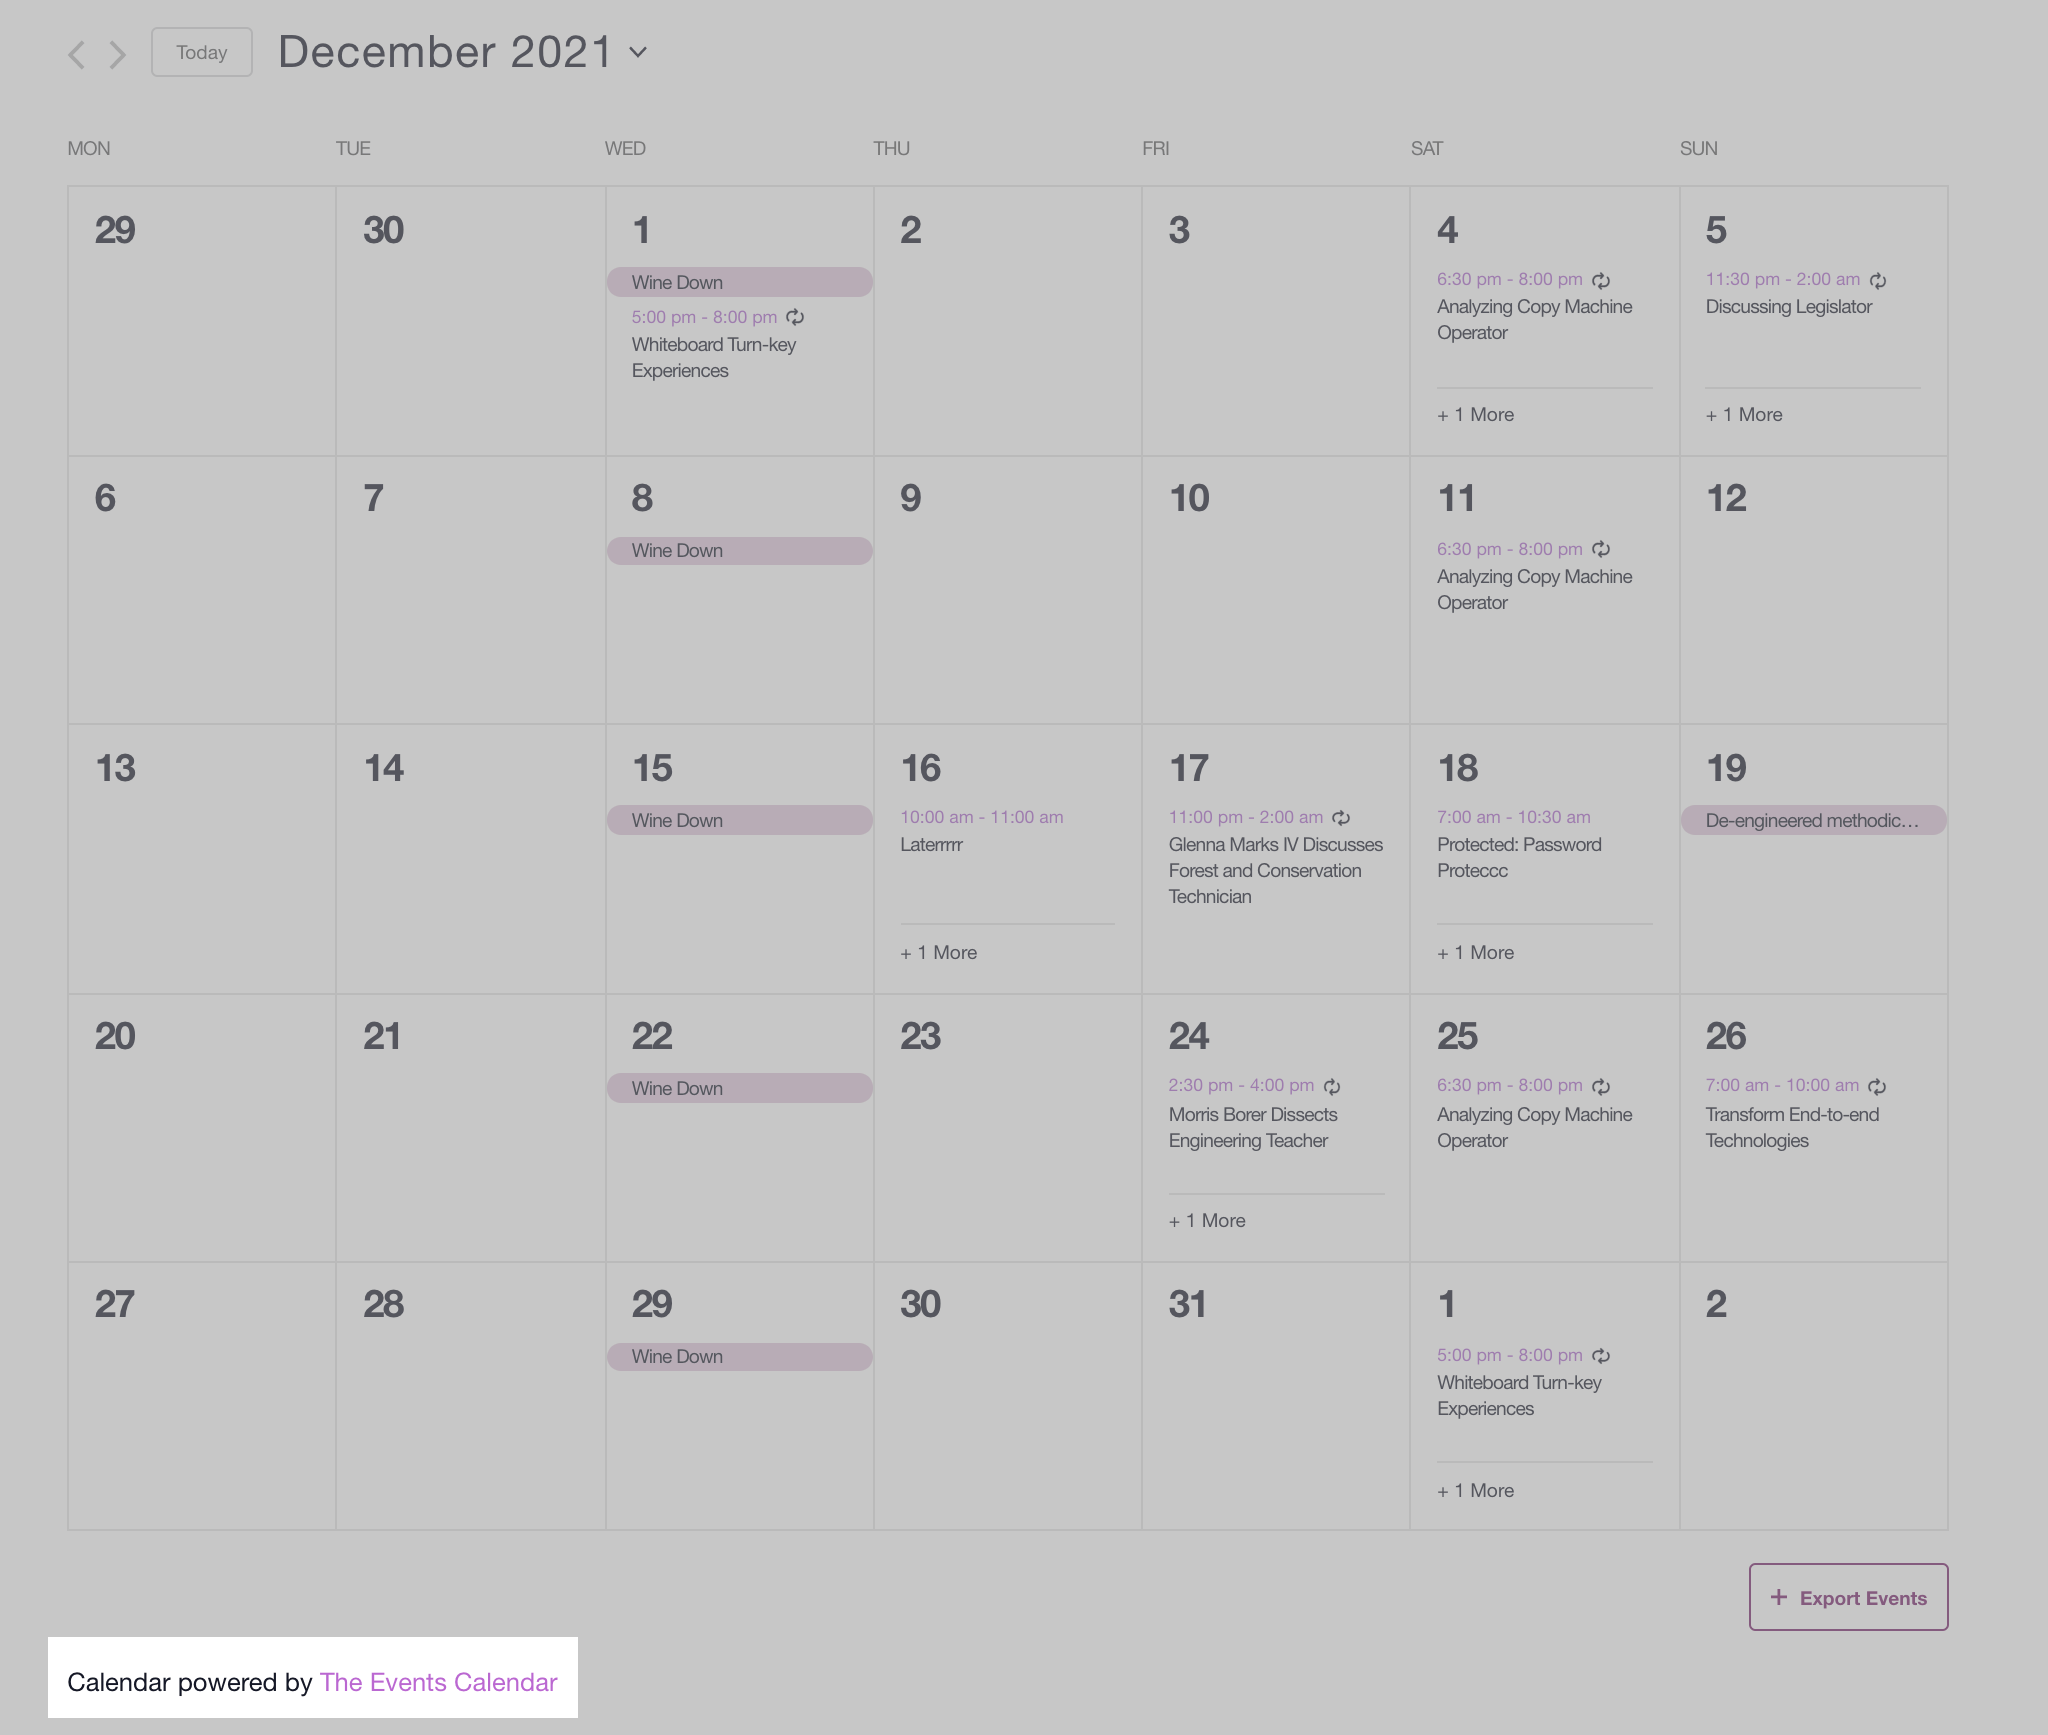 Today
December 2021
MON TUE WED THU FRI SAT SUN
29 30 1 2 3 4 5
Wine Down
5:00 pm - 8:00 pm
Whiteboard Turn-key
Experiences
6:30 pm - 8:00 pm
Analyzing Copy Machine
Operator
+ 1 More
11:30 pm - 2:00 am
Discussing Legislator
+ 1 More
6 7 8 9 10 11 12
Wine Down
6:30 pm - 8:00 pm
Analyzing Copy Machine
Operator
13 14 15 16 17 18 19
Wine Down
10:00 am - 11:00 am
Laterrrrr
+ 1 More
11:00 pm - 2:00 am
Glenna Marks IV Discusses
Forest and Conservation
Technician
7:00 am - 10:30 am
Protected: Password
Proteccc
+ 1 More
De-engineered methodic…
20 21 22 23 24 25 26
Wine Down
2:30 pm - 4:00 pm
Morris Borer Dissects
Engineering Teacher
+ 1 More
6:30 pm - 8:00 pm
Analyzing Copy Machine
Operator
7:00 am - 10:00 am
Transform End-to-end
Technologies
27 28 29 30 31 1 2
Wine Down
5:00 pm - 8:00 pm
Whiteboard Turn-key
Experiences
+ 1 More
+ Export Events
Calendar powered by The Events Calendar